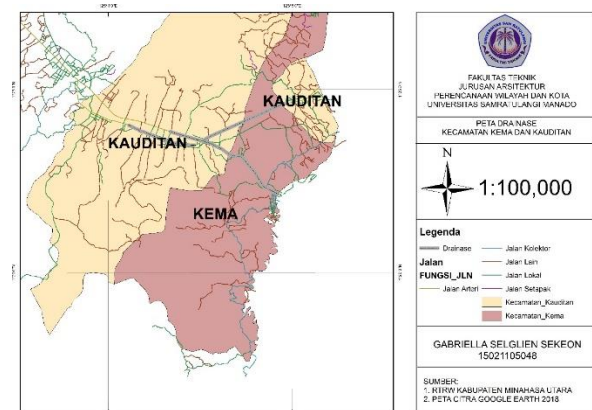 KAUDITAN
KAUDITAN
KEMA
FAKULTAS TEKNIK
JURUSAN ARSITEKTUR
PERENCANAAN WILAYAH DAN KOTA
UNIVERSITAS SAMRATULANGI MANADO
PETA DRAINASE
KECAMATAN KEMA DAN KAUDITAN
N
1:100,000
Legenda
Drainase
Jalan
FUNGSI_JLN
Jalan Arteri
Jalan Kolektor
Jalan Lain
Jalan Lokal
Jalan Setapak
Kecamatan_Kauditan
Kecamatan_Kema
GABRIELLA SELGLIEN SEKEON
15021105048
SUMBER:
1. RTRW KABUPATEN MINAHASA UTARA
2. PETA CITRA GOOGLE EARTH 2018